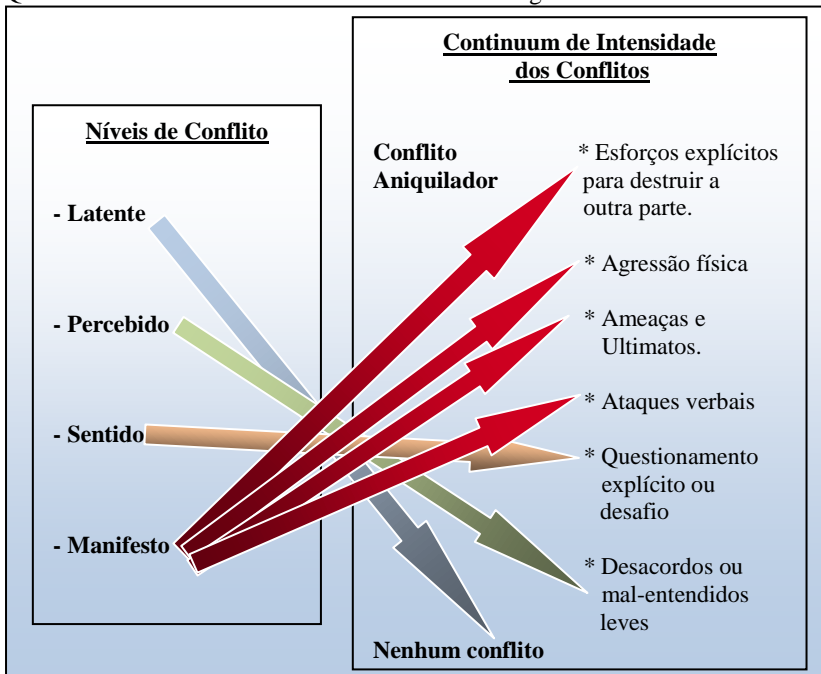 Continuum de Intensidade
dos Conflitos
Níveis de Conflito
- Latente
- Percebido
- Sentido
- Manifesto
Conflito
Aniquilador
* Esforços explícitos
para destruir a
outra parte.
* Agressão física
* Ameaças e
Ultimatos.
* Ataques verbais
* Questionamento
explícito ou
desafio
* Desacordos ou
mal-entendidos
leves
Nenhum conflito